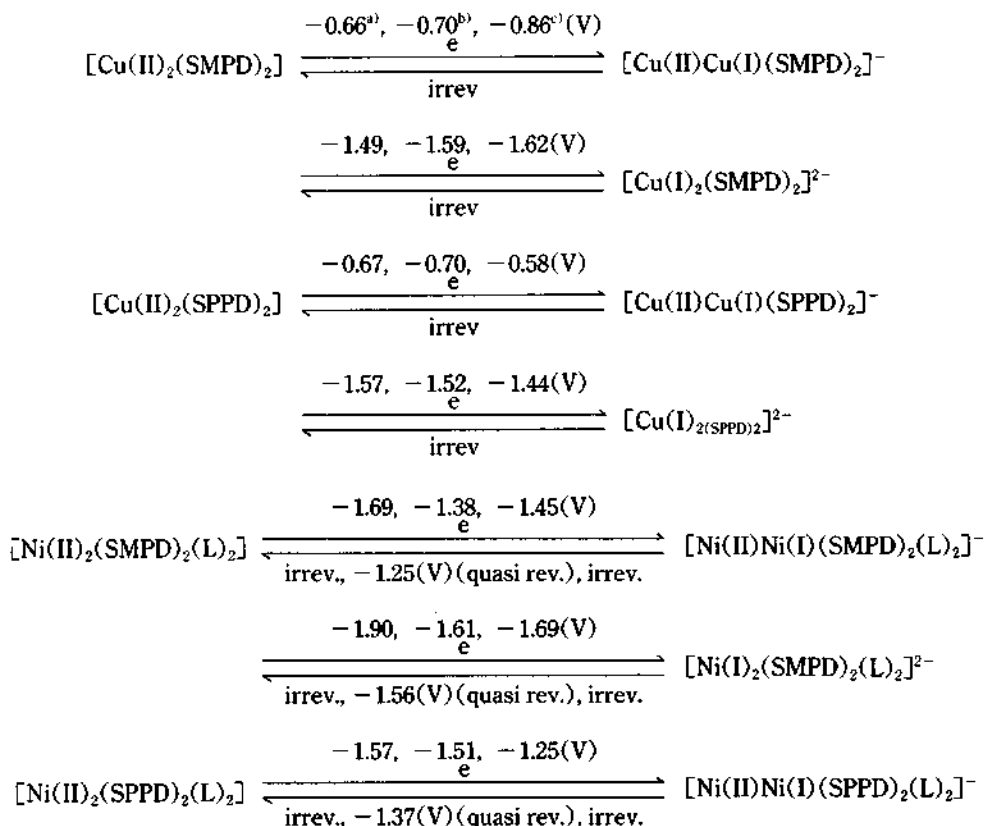 −0.66ᵃ⁾, −0.70ᵇ⁾, −0.86ᶜ⁾(V)
e
[Cu(II)₂(SMPD)₂] ⇌ [Cu(II)Cu(I)(SMPD)₂]⁻
irrev
−1.49, −1.59, −1.62(V)
e
⇌ [Cu(I)₂(SMPD)₂]²⁻
irrev
−0.67, −0.70, −0.58(V)
e
[Cu(II)₂(SPPD)₂] ⇌ [Cu(II)Cu(I)(SPPD)₂]⁻
irrev
−1.57, −1.52, −1.44(V)
e
⇌ [Cu(I)₂₍SPPD₎₂]²⁻
irrev
−1.69, −1.38, −1.45(V)
e
[Ni(II)₂(SMPD)₂(L)₂] ⇌ [Ni(II)Ni(I)(SMPD)₂(L)₂]⁻
irrev., −1.25(V)(quasi rev.), irrev.
−1.90, −1.61, −1.69(V)
e
⇌ [Ni(I)₂(SMPD)₂(L)₂]²⁻
irrev., −1.56(V)(quasi rev.), irrev.
−1.57, −1.51, −1.25(V)
e
[Ni(II)₂(SPPD)₂(L)₂] ⇌ [Ni(II)Ni(I)(SPPD)₂(L)₂]⁻
irrev., −1.37(V)(quasi rev.), irrev.